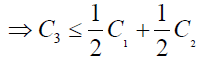 ⇒ C₃ ≤ 1/2 C₁ + 1/2 C₂